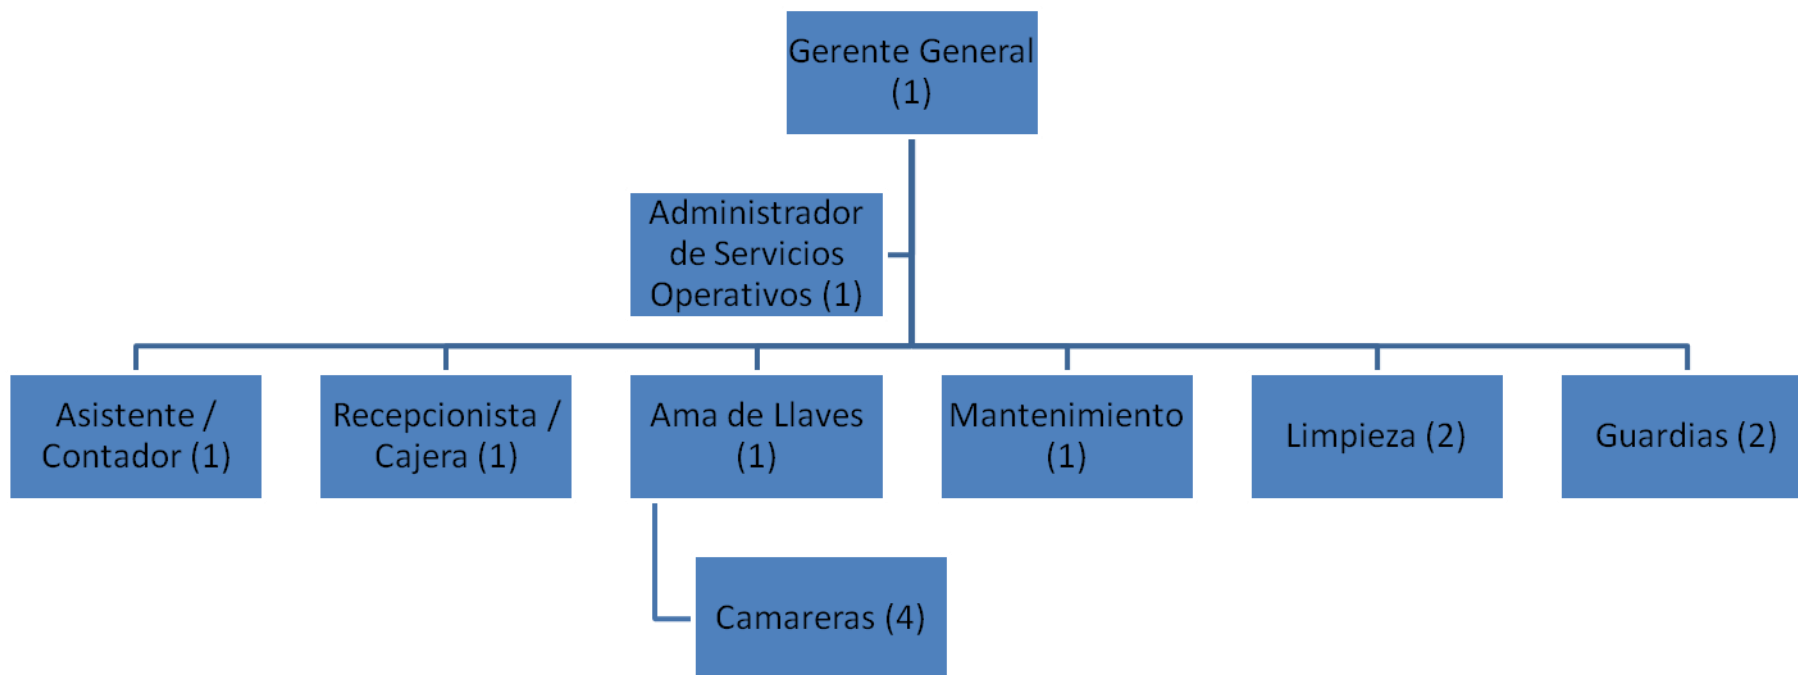 Gerente General
(1)
Administrador
de Servicios
Operativos (1)
Asistente /
Contador (1)
Recepcionista /
Cajera (1)
Ama de Llaves
(1)
Mantenimiento
(1)
Limpieza (2)
Guardias (2)
Camareras (4)